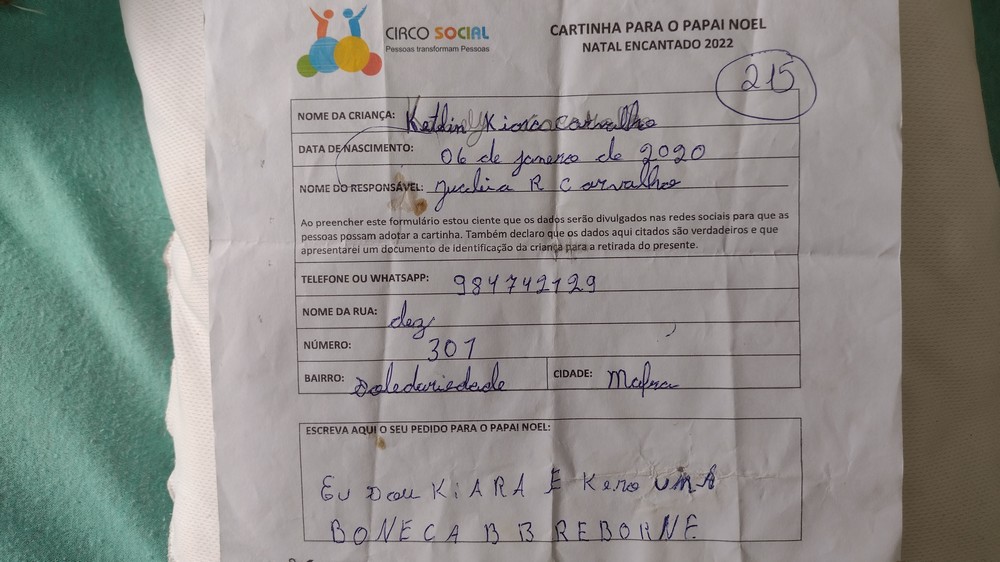 CIRCO SOCIAL
Pessoas transformam Pessoas
CARTINHA PARA O PAPAI NOEL
NATAL ENCANTADO 2022
215
NOME DA CRIANÇA: Ketlin Kiara Carvalho
DATA DE NASCIMENTO: 06 de janeiro de 2020
NOME DO RESPONSÁVEL: Jucléia R Carvalho
Ao preencher este formulário estou ciente que os dados serão divulgados nas redes sociais para que as
pessoas possam adotar a cartinha. Também declaro que os dados aqui citados são verdadeiros e que
apresentarei um documento de identificação da criança para a retirada do presente.
TELEFONE OU WHATSAPP: 984742129
NOME DA RUA: dez
NÚMERO: 301
BAIRRO: CIDADE: Mafra
ESCREVA AQUI O SEU PEDIDO PARA O PAPAI NOEL:
EU Sou KiARA E Kero UMA
BONECA BB REBORNE